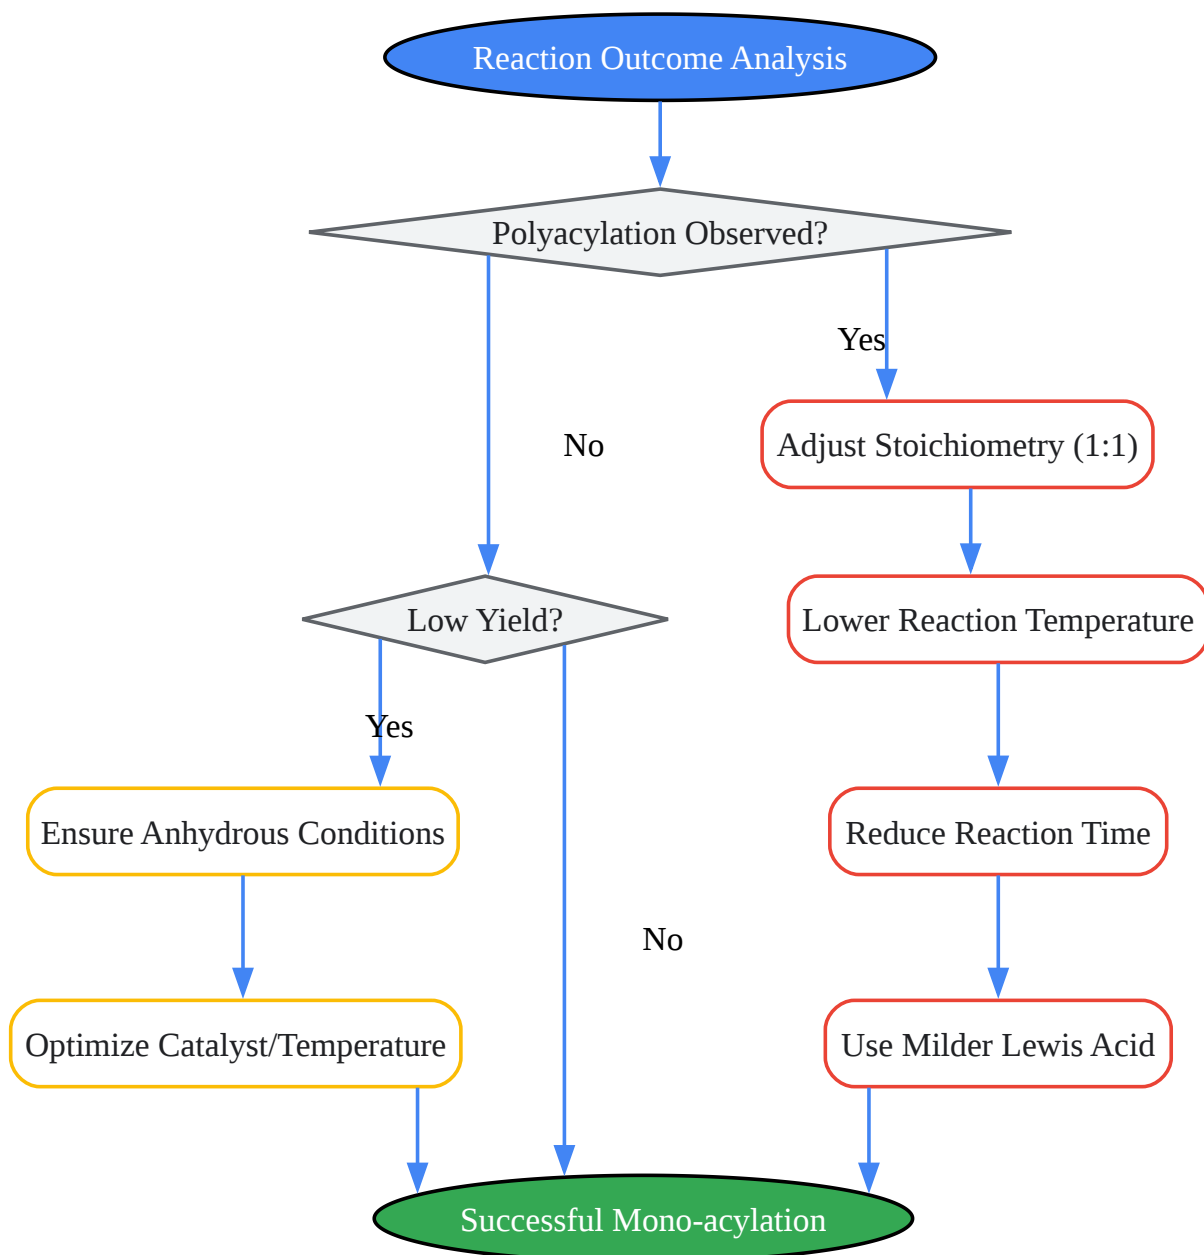 Reaction Outcome Analysis
Polyacylation Observed?
Yes
No
Adjust Stoichiometry (1:1)
Low Yield?
Lower Reaction Temperature
Yes
Ensure Anhydrous Conditions
Reduce Reaction Time
No
Optimize Catalyst/Temperature
Use Milder Lewis Acid
Successful Mono-acylation